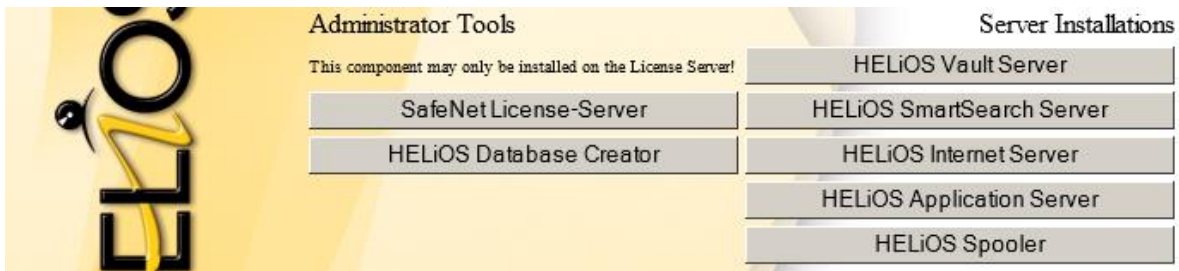 ELiOS
Administrator Tools
This component may only be installed on the License Server!
SafeNet License-Server
HELiOS Database Creator
Server Installations
HELiOS Vault Server
HELiOS SmartSearch Server
HELiOS Internet Server
HELiOS Application Server
HELiOS Spooler